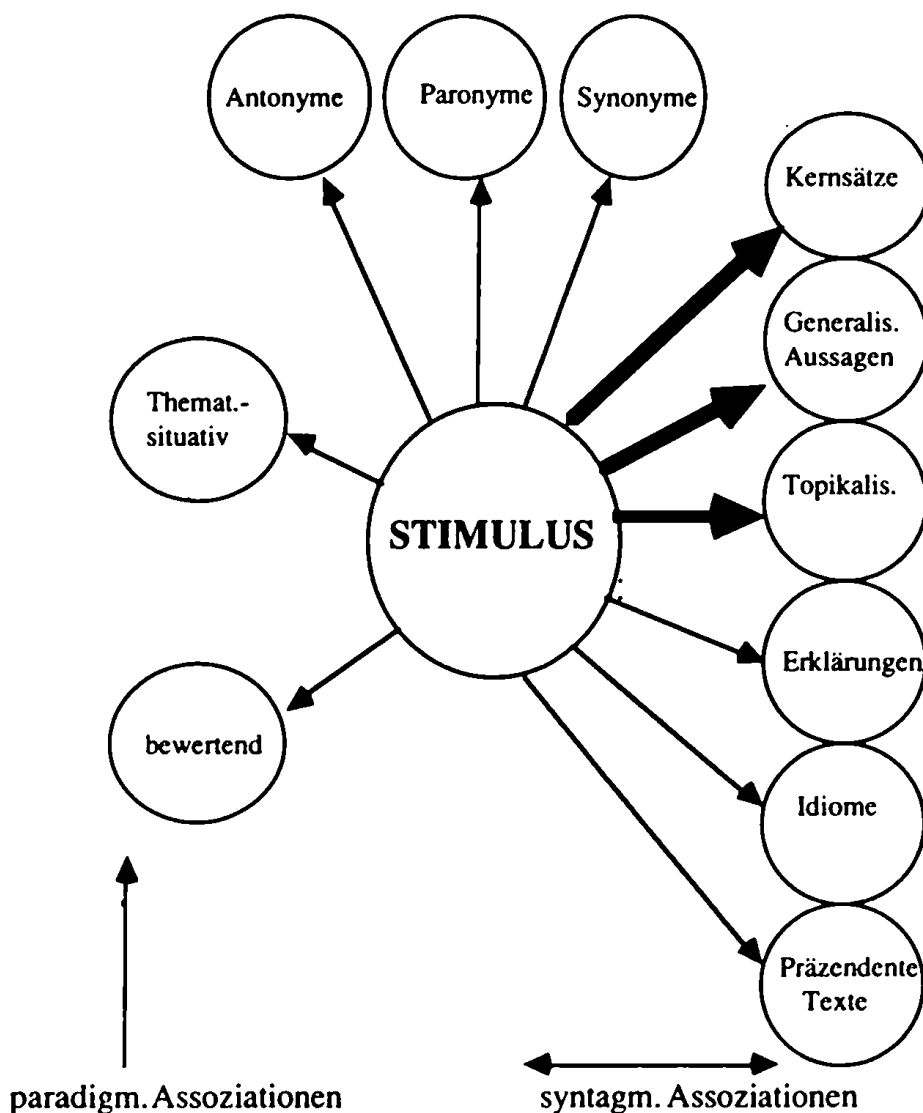 Antonyme
Paronyme
Synonyme
Kernsätze
Generalis.
Aussagen
Themat.-
situativ
Topikalis.
STIMULUS
Erklärungen
bewertend
Idiome
Präzendente
Texte
paradigm. Assoziationen
syntagm. Assoziationen